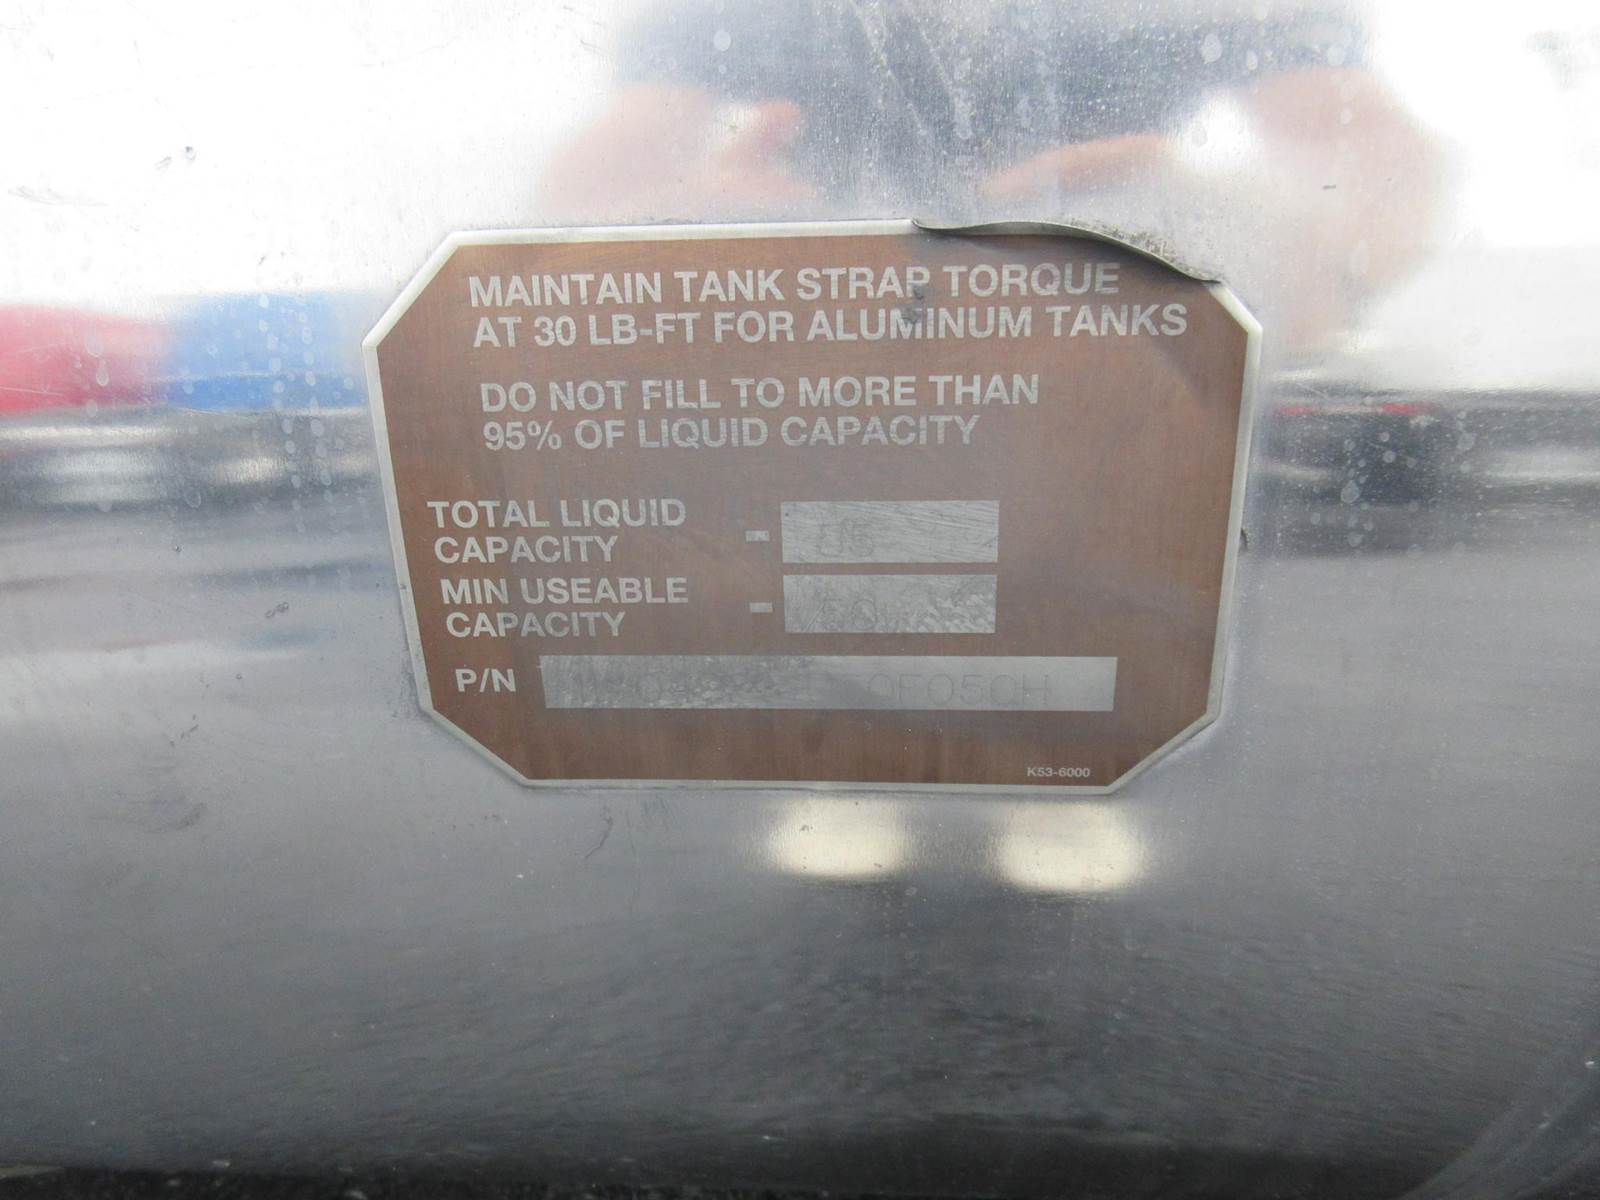 MAINTAIN TANK STRAP TORQUE
AT 30 LB-FT FOR ALUMINUM TANKS
DO NOT FILL TO MORE THAN
95% OF LIQUID CAPACITY
TOTAL LIQUID
CAPACITY -
MIN USEABLE
CAPACITY -
P/N
K53-6000